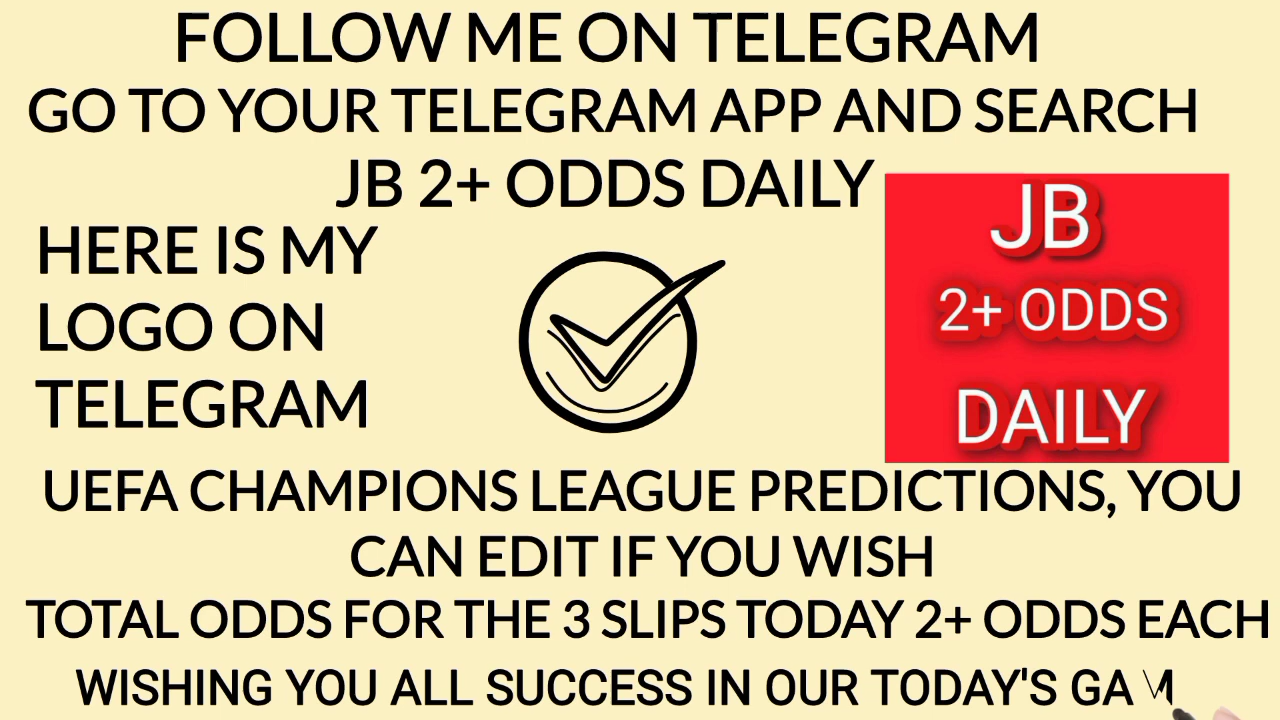 FOLLOW ME ON TELEGRAM
GO TO YOUR TELEGRAM APP AND SEARCH
JB 2+ ODDS DAILY
HERE IS MY
LOGO ON
TELEGRAM
JB
2+ ODDS
DAILY
UEFA CHAMPIONS LEAGUE PREDICTIONS, YOU
CAN EDIT IF YOU WISH
TOTAL ODDS FOR THE 3 SLIPS TODAY 2+ ODDS EACH
WISHING YOU ALL SUCCESS IN OUR TODAY'S